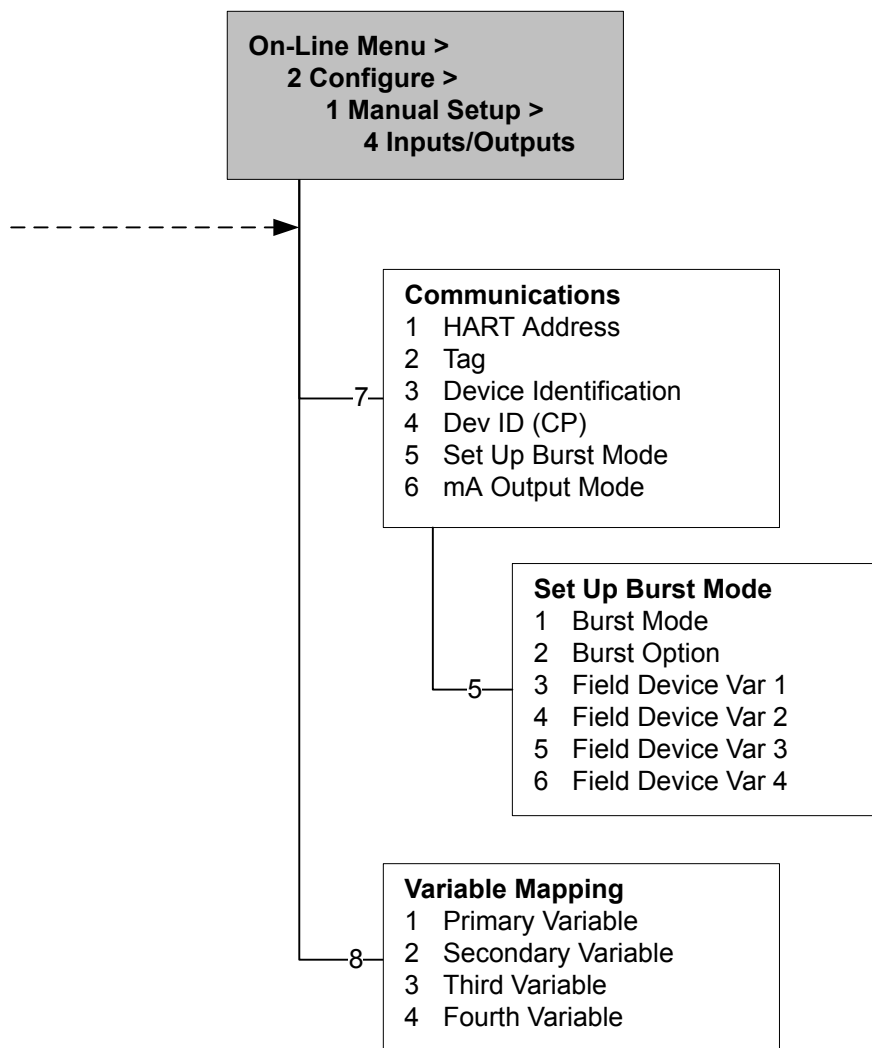 On-Line Menu >
2 Configure >
1 Manual Setup >
4 Inputs/Outputs
7
Communications
1 HART Address
2 Tag
3 Device Identification
4 Dev ID (CP)
5 Set Up Burst Mode
6 mA Output Mode
5
Set Up Burst Mode
1 Burst Mode
2 Burst Option
3 Field Device Var 1
4 Field Device Var 2
5 Field Device Var 3
6 Field Device Var 4
8
Variable Mapping
1 Primary Variable
2 Secondary Variable
3 Third Variable
4 Fourth Variable